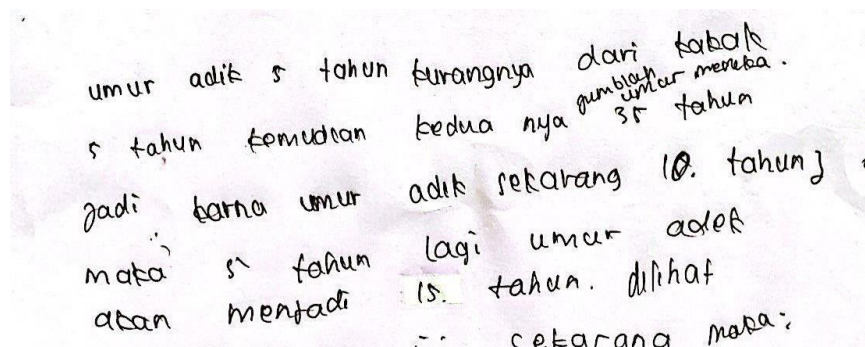 umur adik 5 tahun kurangnya dari kakak
5 tahun kemudian kedua nya jumblah umur mereka. 35 tahun
jadi karna umur adik sekarang 10. tahun}
maka 5 tahun lagi umur adek
akan menjadi 15. tahun. dilihat
sekarang maka: